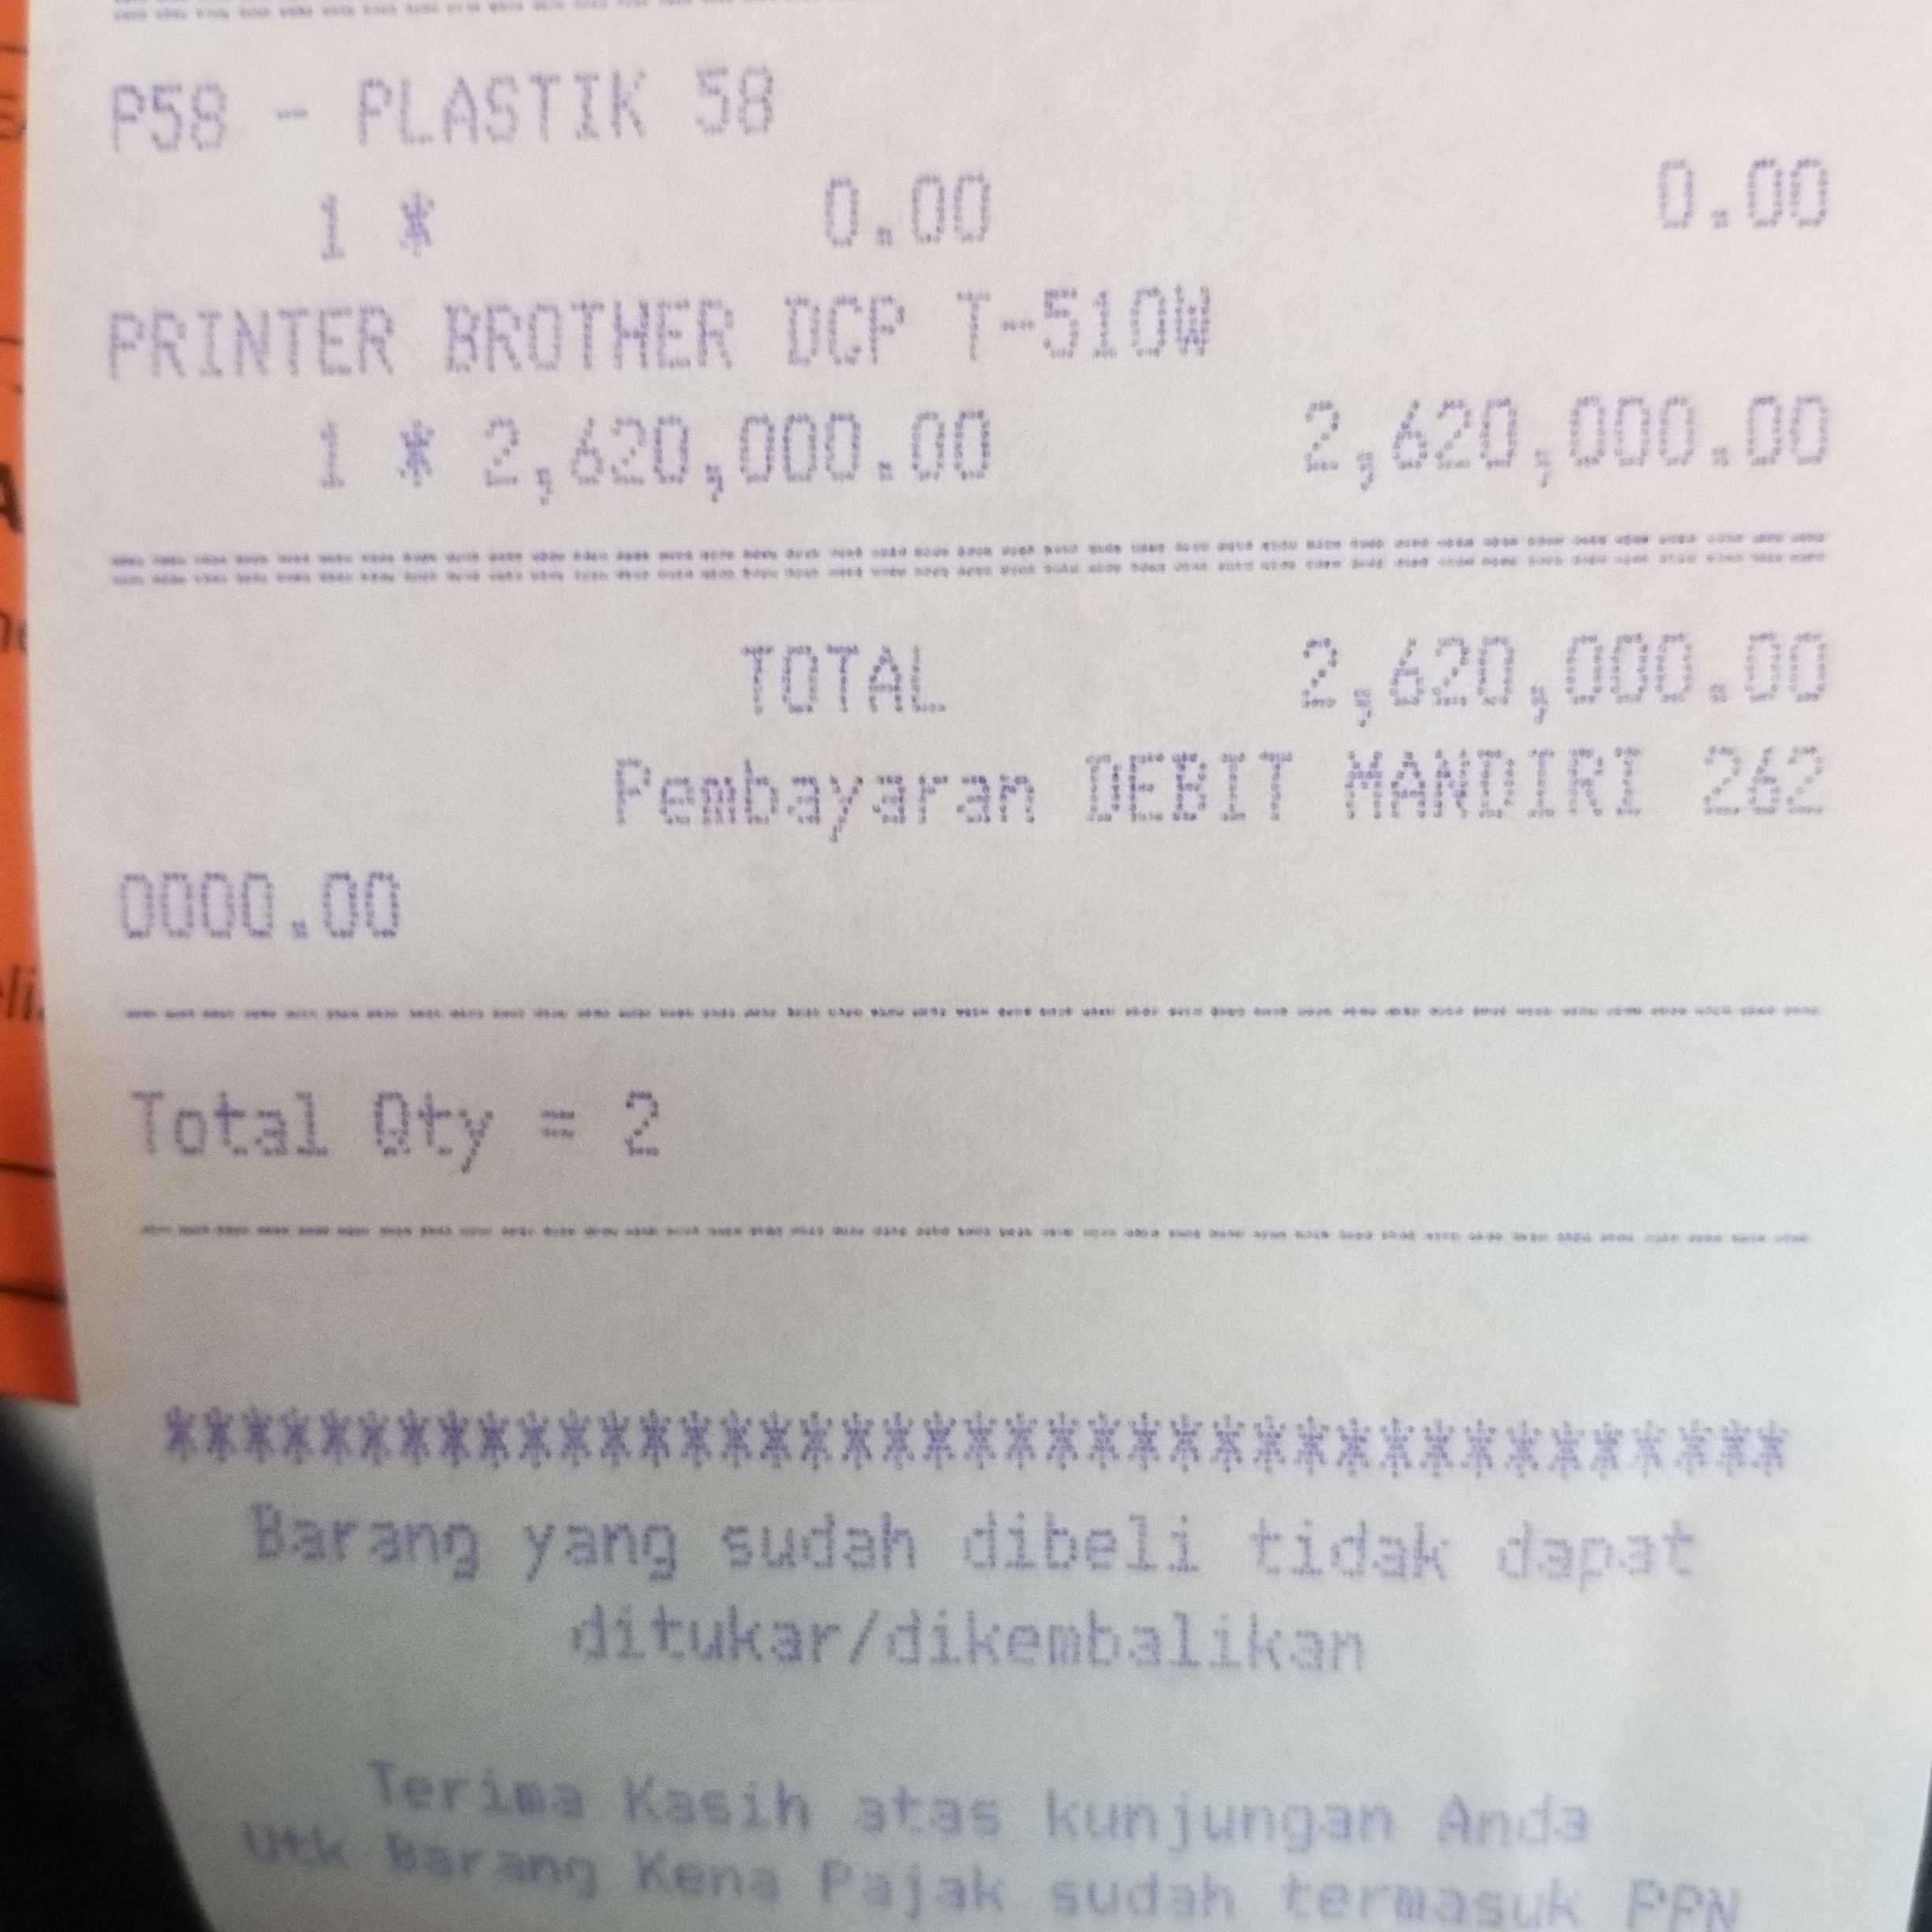 P58 - PLASTIK 58
1 * 0.00 0.00
PRINTER BROTHER DCP T-510W
1 * 2,620,000.00 2,620,000.00
TOTAL 2,620,000.00
Pembayaran DEBIT MANDIRI 262
0000.00
Total Qty = 2
****************************************
Barang yang sudah dibeli tidak dapat
ditukar/dikembalikan
Terima Kasih atas kunjungan Anda
Utk Barang Kena Pajak sudah termasuk PPN